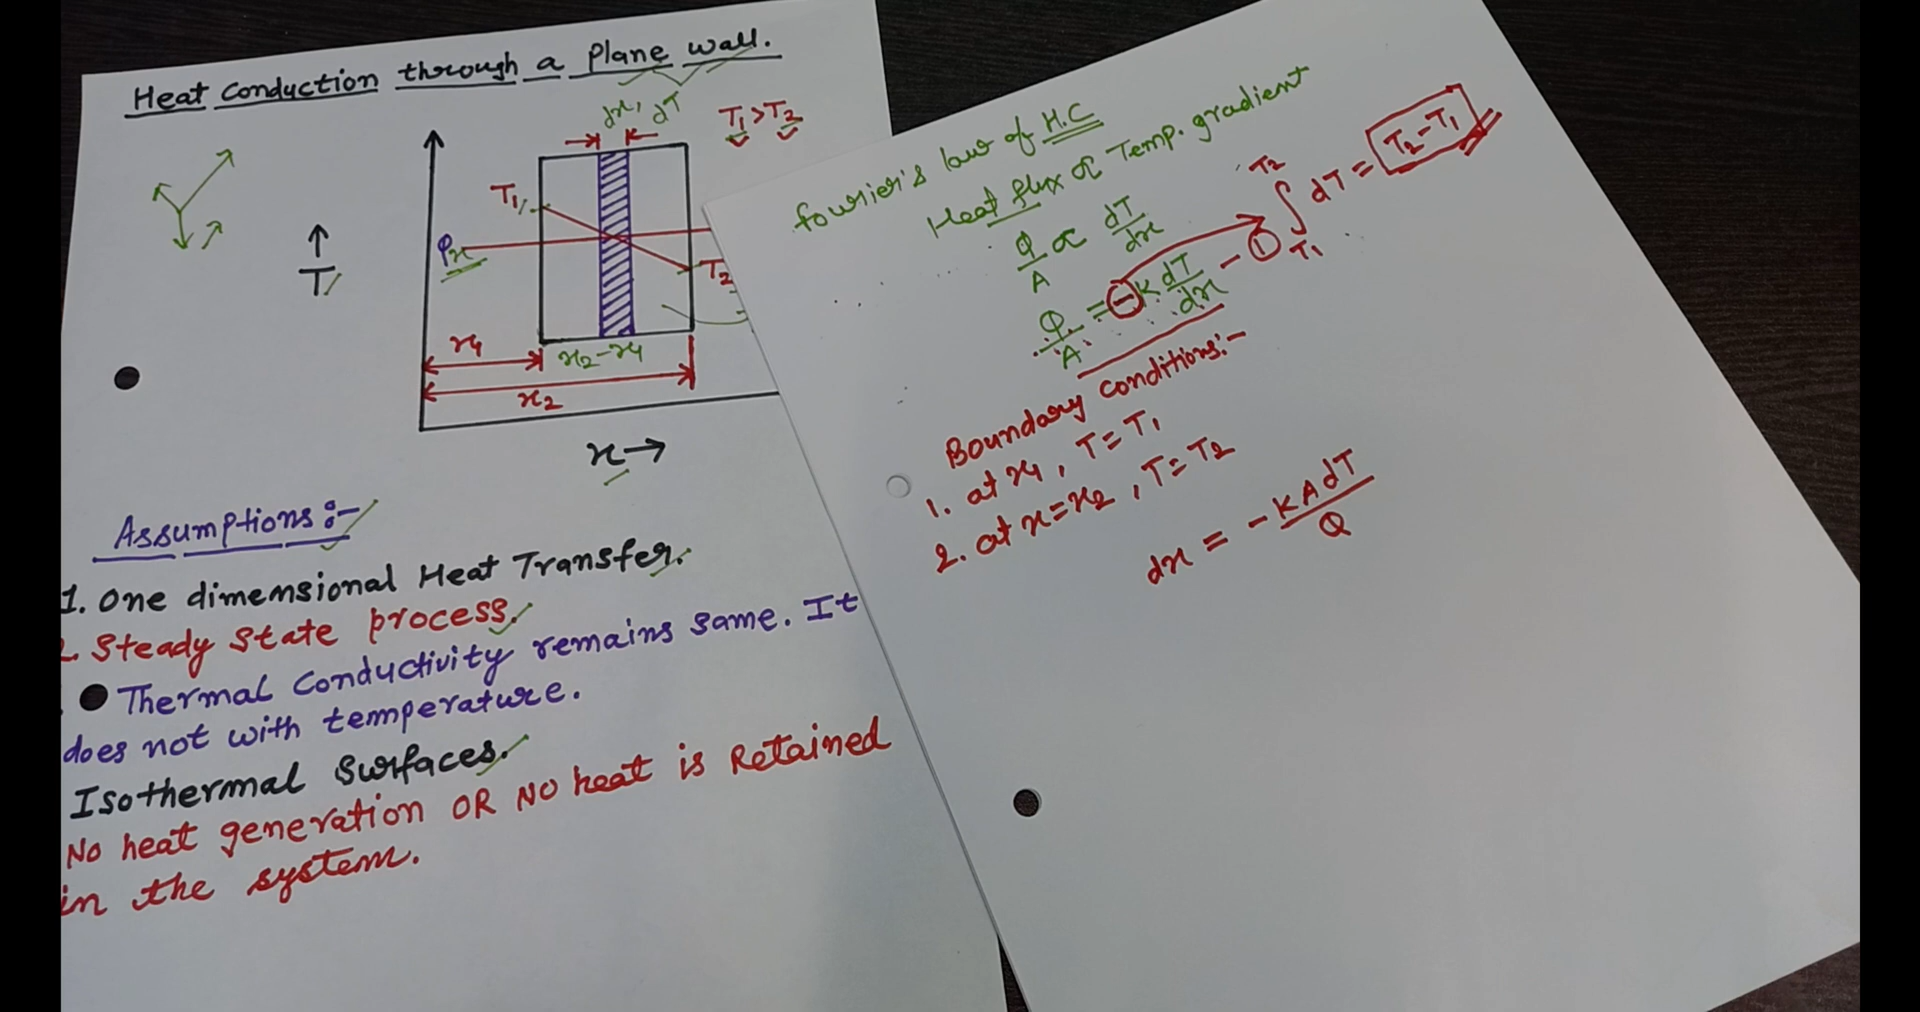 Heat Conduction through a Plane wall.
dx, dT
T1>T2
T1
T
Qx
T2
x1
x2-x1
x2
x→
Assumptions:-
1. One dimensional Heat Transfer.
2. Steady State process.
Thermal Conductivity remains same. It
does not with temperature.
Isothermal Surfaces.
No heat generation OR NO heat is Retained
in the system.
Fourier's law of H.C
Heat flux ∝ Temp. gradient
Q/A ∝ dT/dx
Q/A = -K dT/dx - ①
∫T1T2 dT = T2-T1
Boundary Conditions:-
1. at x1, T=T1
2. at x=x2, T=T2
dx = -KAdT/Q